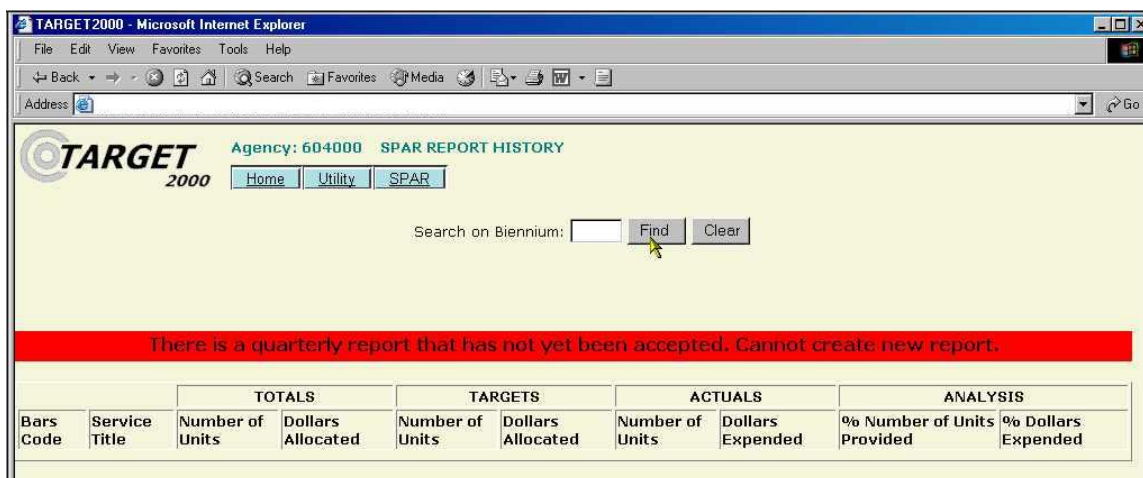 TARGET2000 - Microsoft Internet Explorer
File Edit View Favorites Tools Help
Back Search Favorites Media
Address Go
TARGET 2000
Agency: 604000 SPAR REPORT HISTORY
Home Utility SPAR
Search on Biennium: Find Clear
There is a quarterly report that has not yet been accepted. Cannot create new report.
TOTALS TARGETS ACTUALS ANALYSIS
Bars Service Number of Dollars Number of Dollars Number of Dollars % Number of Units % Dollars
Code Title Units Allocated Units Allocated Units Expended Provided Expended